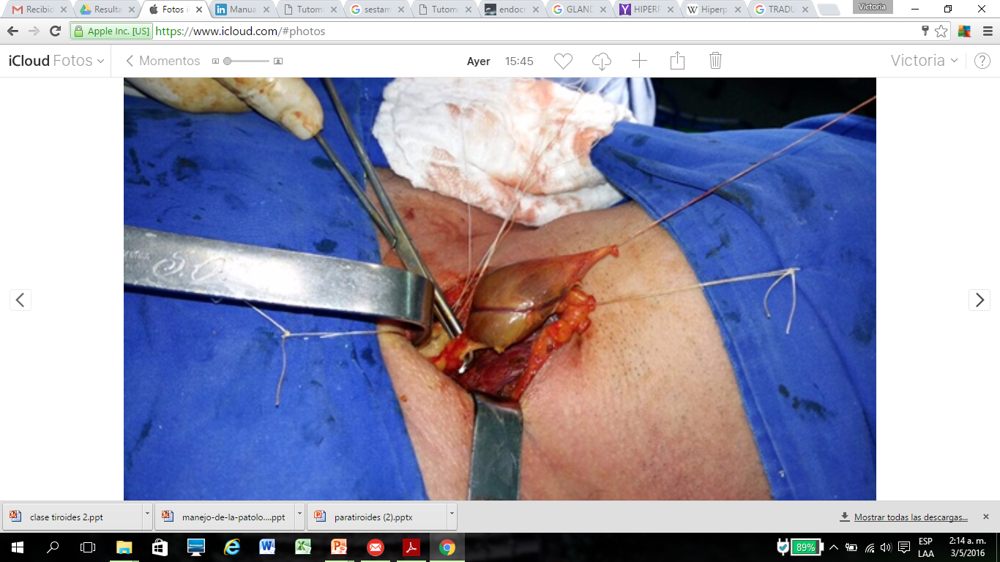 Recibid
Resulta
Fotos i
Manua
Tutom
sestam
Tutom
endocr
GLAND
HIPERP
Hiperp
TRADU
Victoria
Apple Inc. [US]
https://www.icloud.com/#photos
iCloud Fotos
Momentos
Ayer
15:45
Victoria
clase tiroides 2.ppt
manejo-de-la-patolo....ppt
paratiroides (2).pptx
Mostrar todas las descargas...
89%
ESP
LAA
2:14 a. m.
3/5/2016